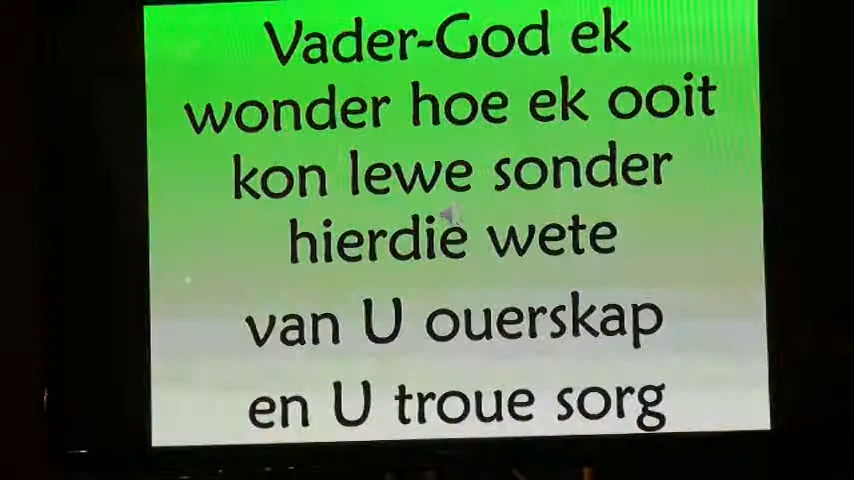 Vader-God ek
wonder hoe ek ooit
kon lewe sonder
hierdie wete
van U ouerskap
en U troue sorg